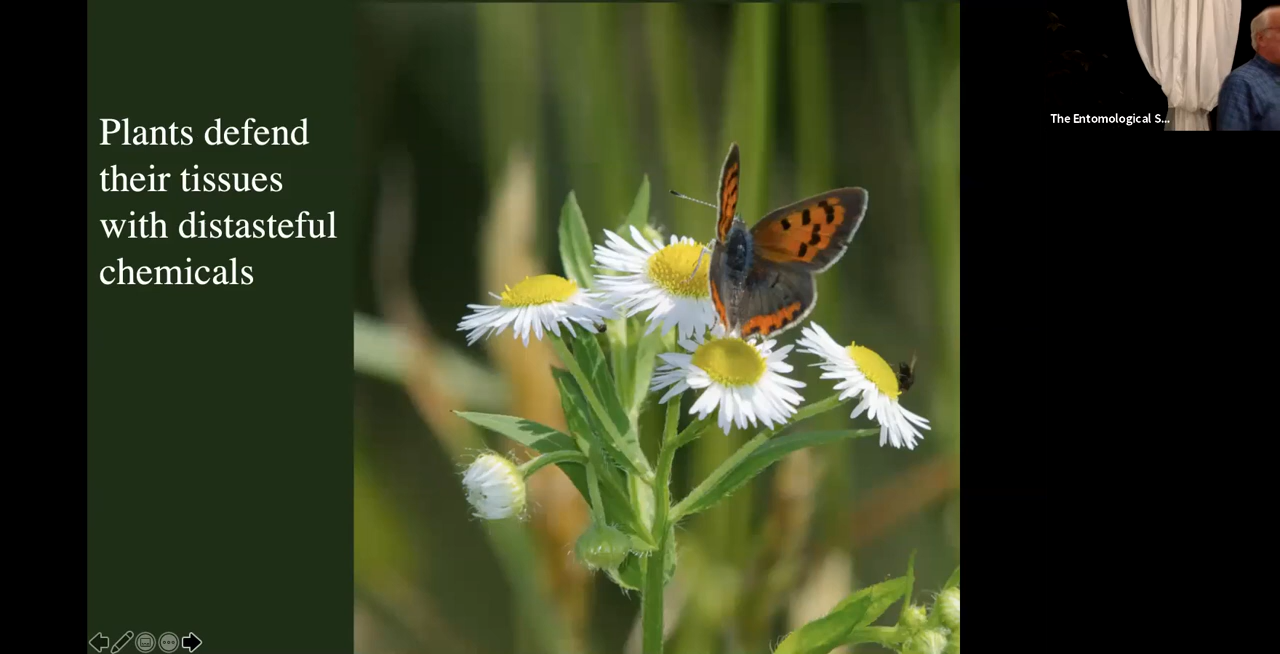 Plants defend
their tissues
with distasteful
chemicals
The Entomological S...